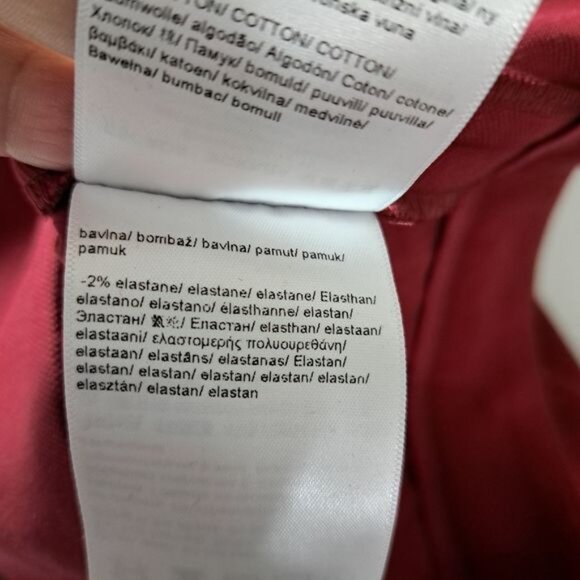 COTTON/ COTTON/
Algodón/ Coton/ cotone/
Хлопок/ 棉/ Памук/ bomuld/ puuvill/ puuvilla/
βαμβάκι/ katoen/ kokvilna/ medvilnė/
Bawełna/ bumbac/ bomull
bavlna/ bombaž/ bavlna/ pamut/ pamuk/
pamuk
-2% elastane/ elastane/ elastane/ Elasthan/
elastano/ elastano/ élasthanne/ elastan/
Эластан/ Еластан/ elasthan/ elastaan/
elastaani/ ελαστομερής πολυουρεθάνη/
elastaan/ elastāns/ elastanas/ Elastan/
elastan/ elastan/ elastan/ elastan/ elastan/
elasztán/ elastan/ elastan